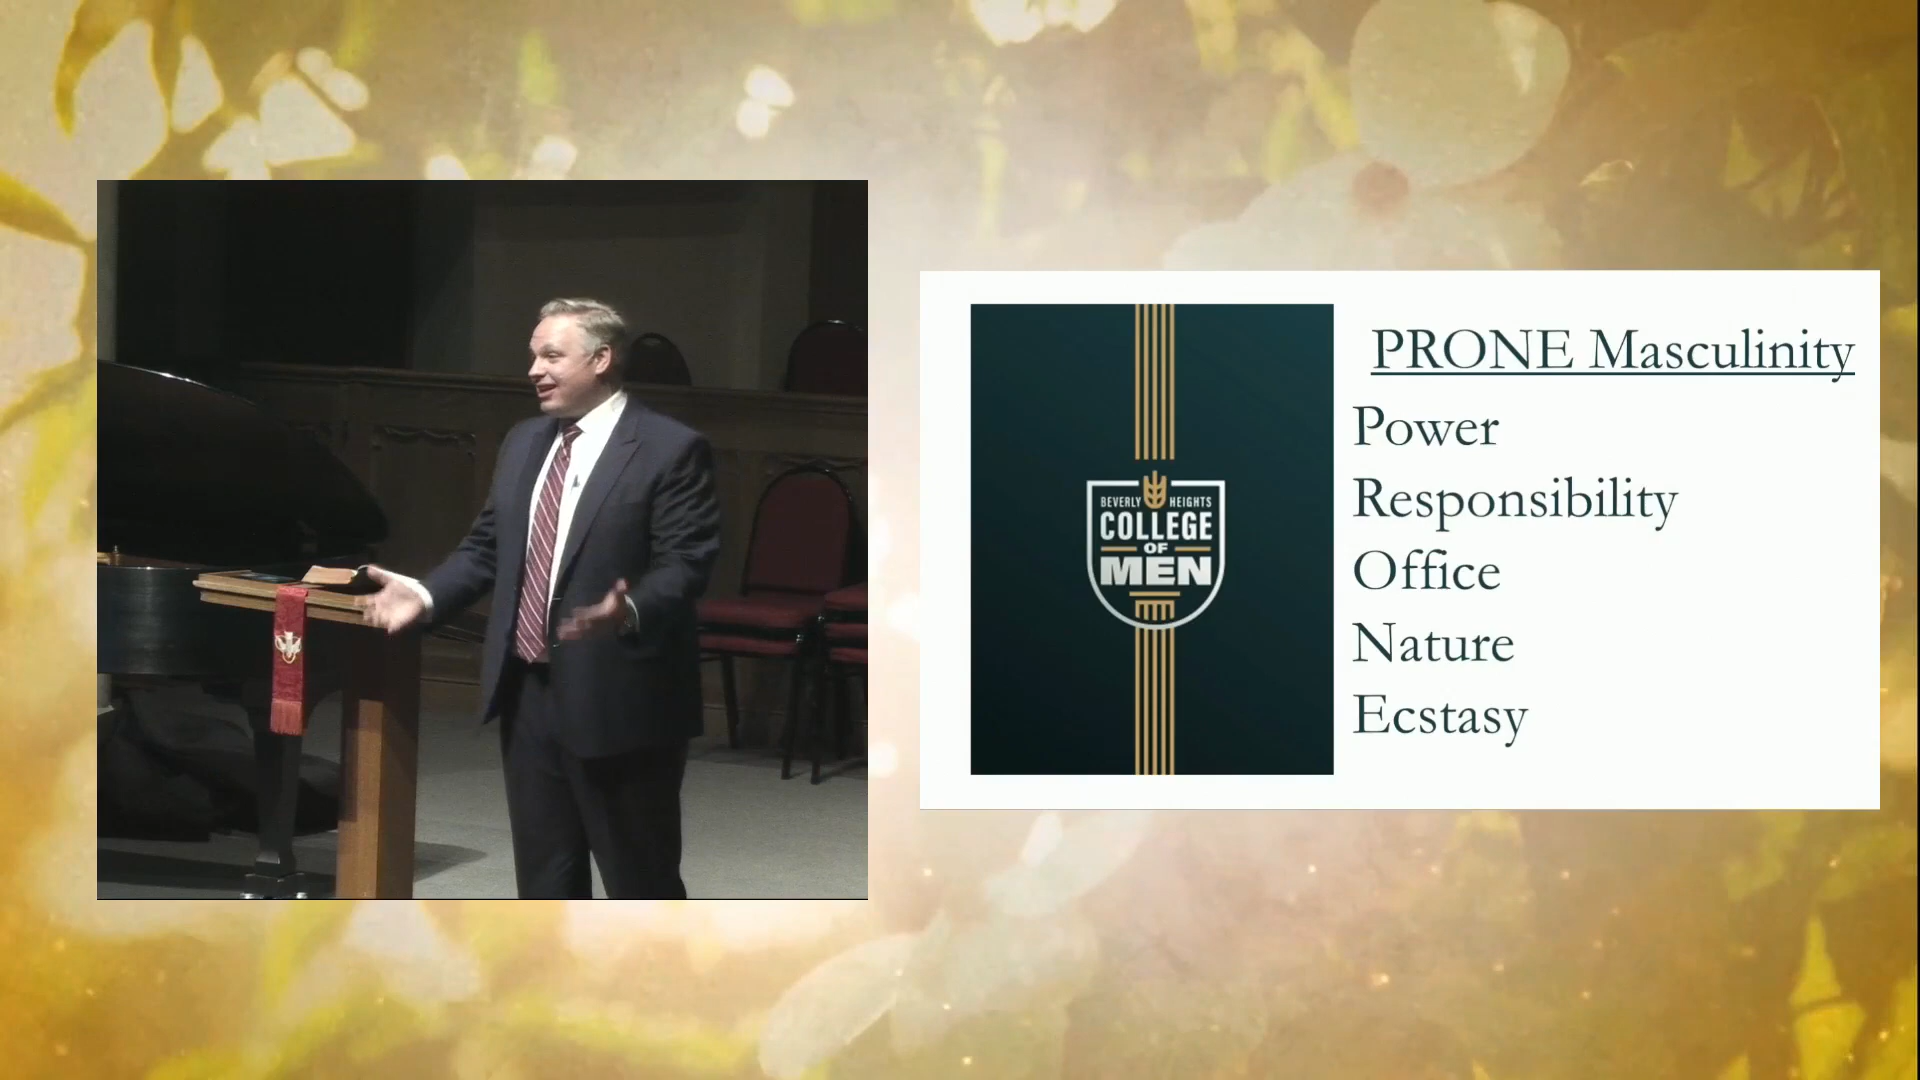 BEVERLY HEIGHTS
COLLEGE
OF
MEN
PRONE Masculinity
Power
Responsibility
Office
Nature
Ecstasy